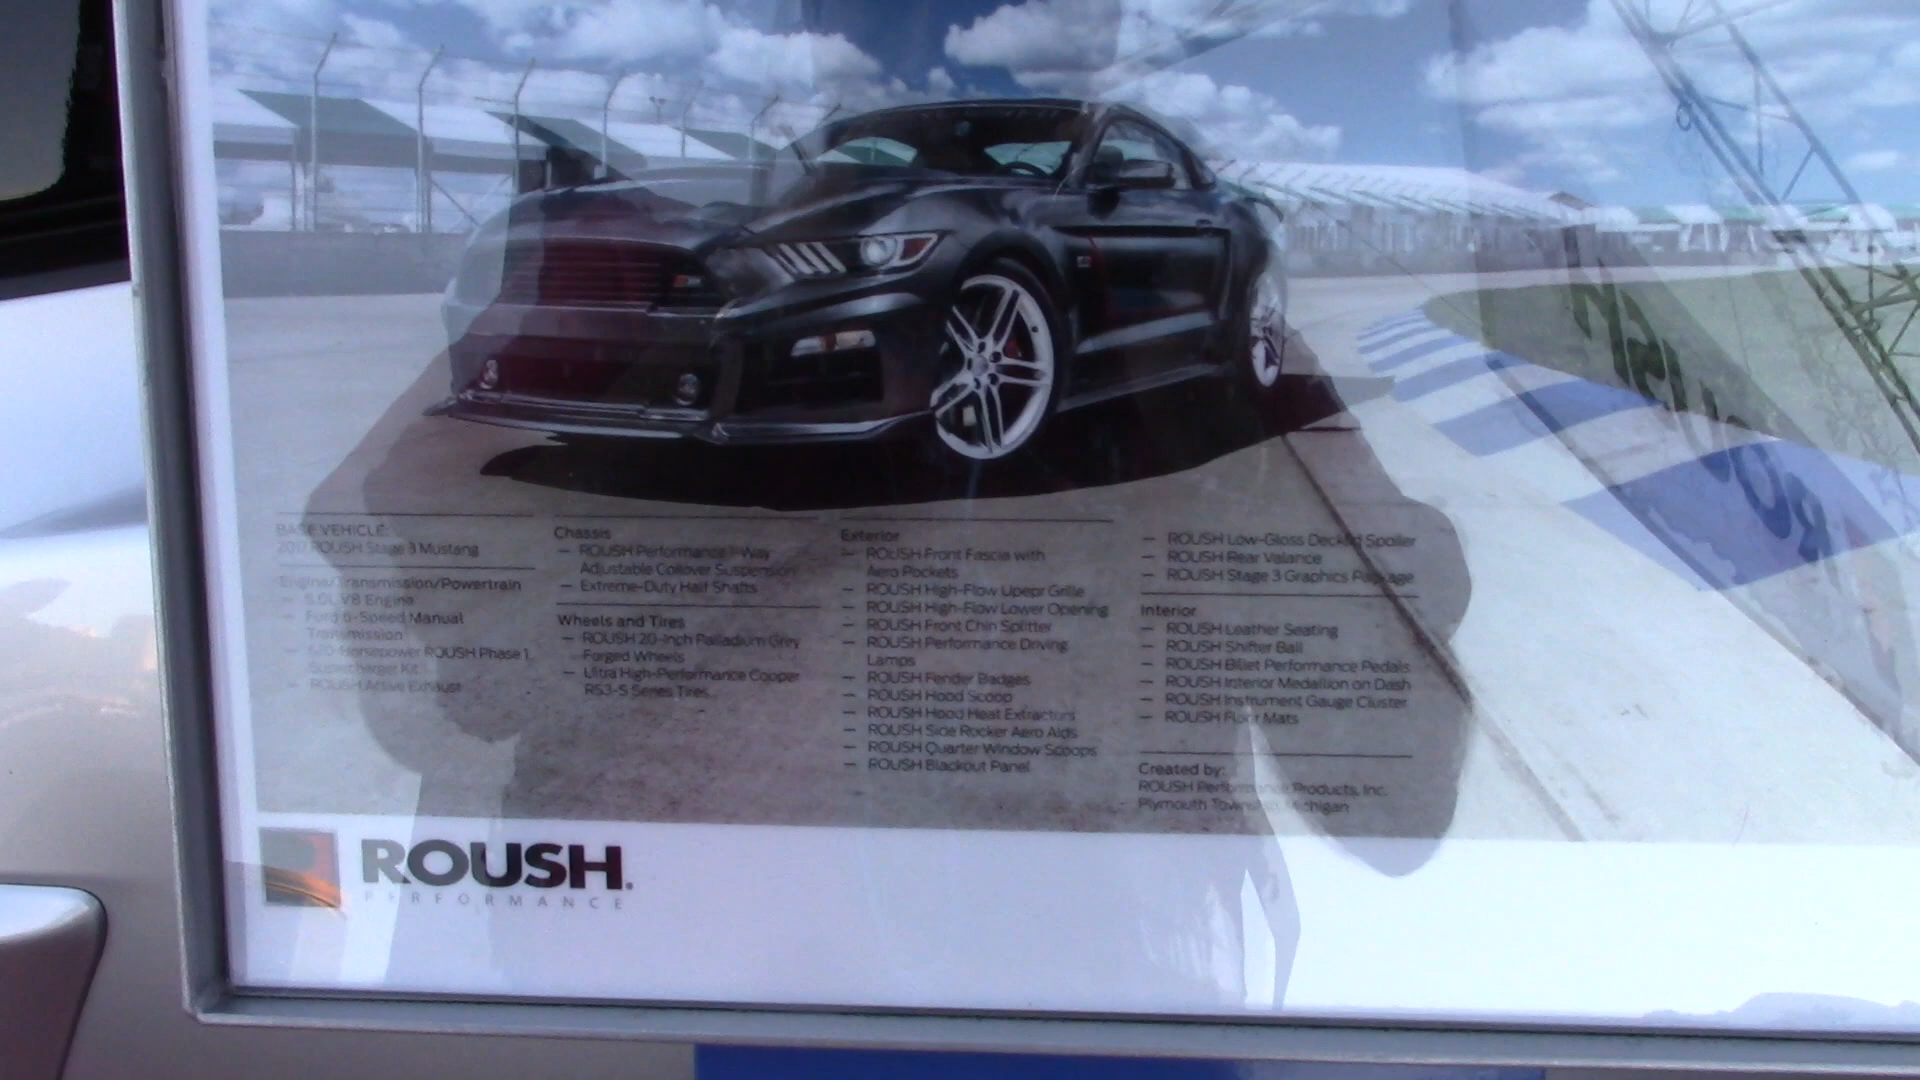 BASE VEHICLE:
2017 ROUSH Stage 3 Mustang
Engine/Transmission/Powertrain
— 5.0L V8 Engine
— Ford 6-Speed Manual
Transmission
— 670-Horsepower ROUSH Phase 1
Supercharger Kit
— ROUSH Active Exhaust
Chassis
— ROUSH Performance 1-Way
Adjustable Coilover Suspension
— Extreme-Duty Half Shafts
Wheels and Tires
— ROUSH 20-Inch Palladium Grey
Forged Wheels
— Ultra High-Performance Cooper
RS3-S Series Tires
Exterior
— ROUSH Front Fascia with
Aero Pockets
— ROUSH High-Flow Upepr Grille
— ROUSH High-Flow Lower Opening
— ROUSH Front Chin Splitter
— ROUSH Performance Driving
Lamps
— ROUSH Fender Badges
— ROUSH Hood Scoop
— ROUSH Hood Heat Extractors
— ROUSH Side Rocker Aero Aids
— ROUSH Quarter Window Scoops
— ROUSH Blackout Panel
— ROUSH Low-Gloss Decklid Spoiler
— ROUSH Rear Valance
— ROUSH Stage 3 Graphics Package
Interior
— ROUSH Leather Seating
— ROUSH Shifter Ball
— ROUSH Billet Performance Pedals
— ROUSH Interior Medallion on Dash
— ROUSH Instrument Gauge Cluster
— ROUSH Floor Mats
Created by:
ROUSH Performance Products, Inc.
Plymouth Township, Michigan
ROUSH.
PERFORMANCE